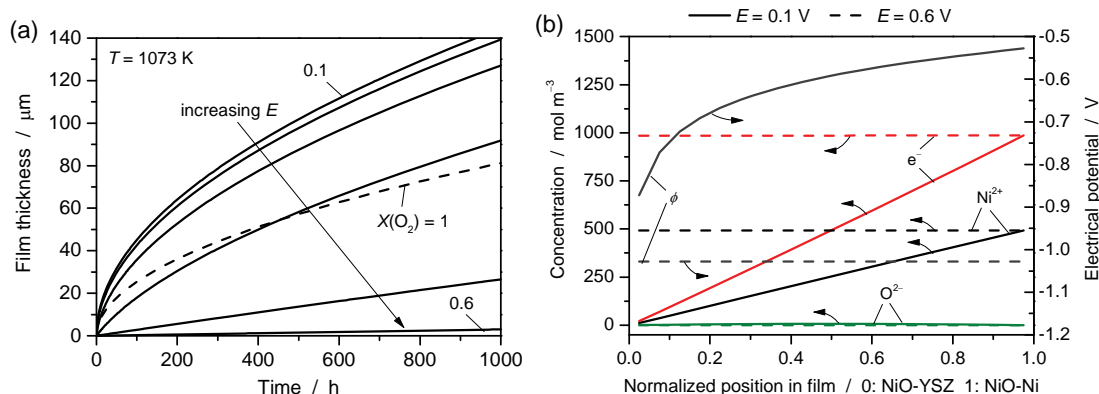 (a)
140
120
100
80
60
40
20
0
Film thickness / μm
T = 1073 K
0.1
increasing E
X(O₂) = 1
0.6
0 200 400 600 800 1000
Time / h
E = 0.1 V E = 0.6 V
(b)
1500
1250
1000
750
500
250
0
Concentration / mol m⁻³
e⁻
ϕ
Ni²⁺
O²⁻
-0.5
-0.6
-0.7
-0.8
-0.9
-1.0
-1.1
-1.2
Electrical potential / V
0.0 0.2 0.4 0.6 0.8 1.0
Normalized position in film / 0: NiO-YSZ 1: NiO-Ni